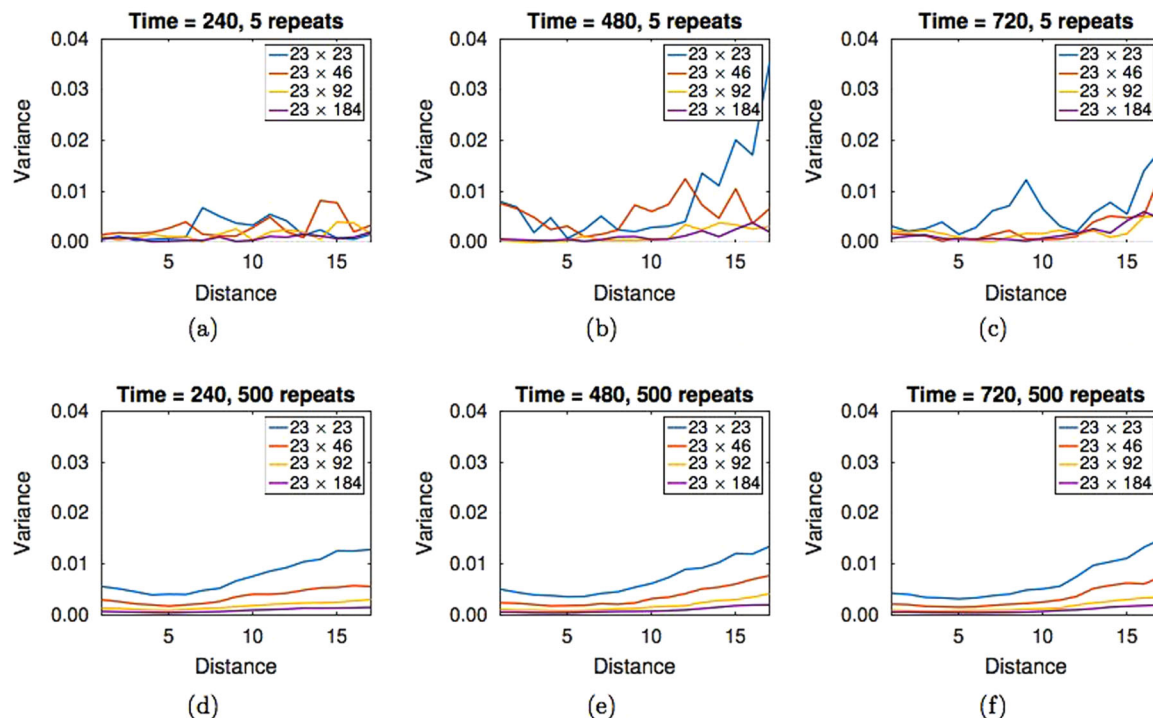 Time = 240, 5 repeats
0.04
0.03
0.02
0.01
0.00
Variance
23 × 23
23 × 46
23 × 92
23 × 184
5
10
15
Distance
(a)
Time = 480, 5 repeats
0.04
0.03
0.02
0.01
0.00
Variance
23 × 23
23 × 46
23 × 92
23 × 184
5
10
15
Distance
(b)
Time = 720, 5 repeats
0.04
0.03
0.02
0.01
0.00
Variance
23 × 23
23 × 46
23 × 92
23 × 184
5
10
15
Distance
(c)
Time = 240, 500 repeats
0.04
0.03
0.02
0.01
0.00
Variance
23 × 23
23 × 46
23 × 92
23 × 184
5
10
15
Distance
(d)
Time = 480, 500 repeats
0.04
0.03
0.02
0.01
0.00
Variance
23 × 23
23 × 46
23 × 92
23 × 184
5
10
15
Distance
(e)
Time = 720, 500 repeats
0.04
0.03
0.02
0.01
0.00
Variance
23 × 23
23 × 46
23 × 92
23 × 184
5
10
15
Distance
(f)